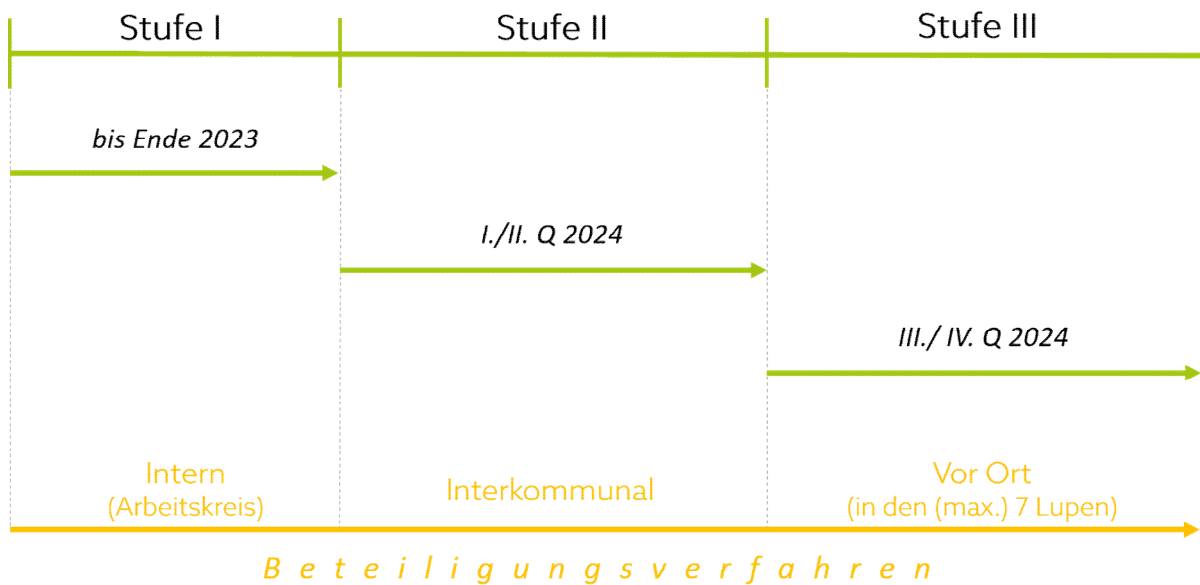 Stufe I
Stufe II
Stufe III
bis Ende 2023
I./II. Q 2024
III./ IV. Q 2024
Intern
(Arbeitskreis)
Interkommunal
Vor Ort
(in den (max.) 7 Lupen)
Beteiligungsverfahren